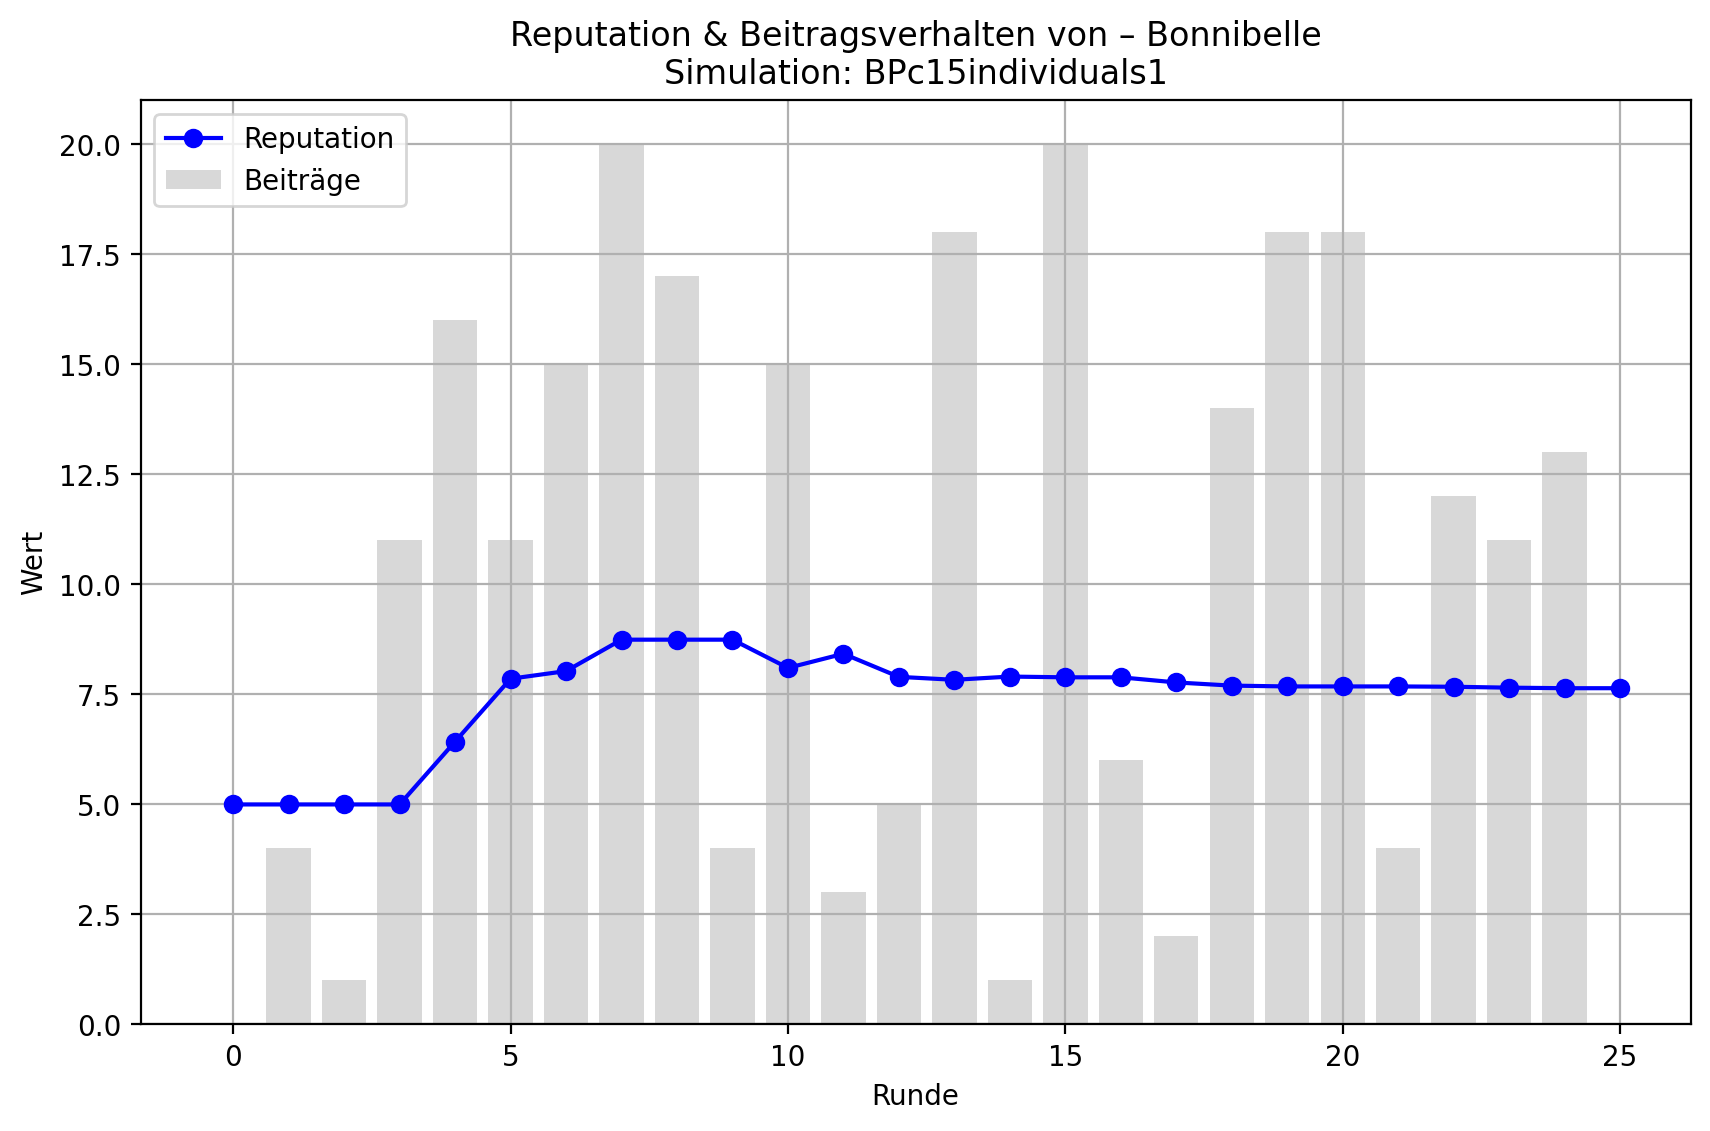 Reputation & Beitragsverhalten von – Bonnibelle
Simulation: BPc15individuals1
Reputation
Beiträge
20.0
17.5
15.0
12.5
10.0
7.5
5.0
2.5
0.0
Wert
0 5 10 15 20 25
Runde